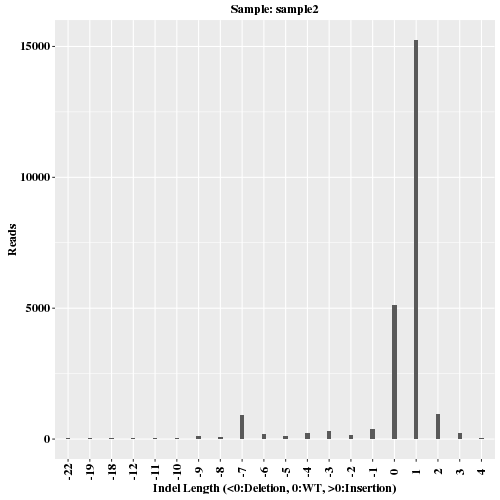 Sample: sample2
15000
10000
5000
0
Reads
-22 -19 -18 -12 -11 -10 -9 -8 -7 -6 -5 -4 -3 -2 -1 0 1 2 3 4
Indel Length (<0:Deletion, 0:WT, >0:Insertion)